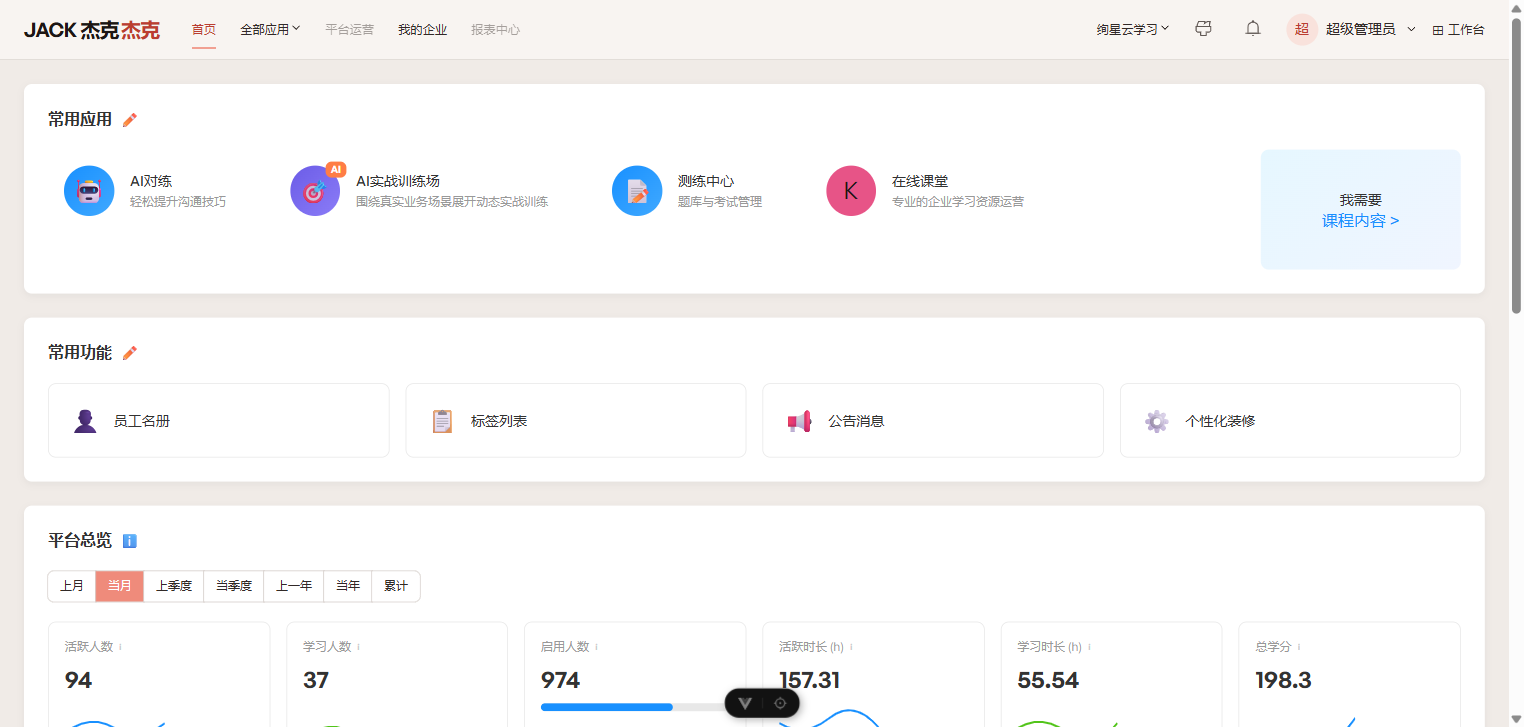 JACK 杰克杰克 首页 全部应用 平台运营 我的企业 报表中心 绚星云学习 超 超级管理员 工作台
常用应用
AI对练
轻松提升沟通技巧
AI
AI实战训练场
围绕真实业务场景展开动态实战训练
测练中心
题库与考试管理
K
在线课堂
专业的企业学习资源运营
我需要
课程内容 >
常用功能
员工名册 标签列表 公告消息 个性化装修
平台总览
上月 当月 上季度 当季度 上一年 当年 累计
活跃人数 学习人数 启用人数 活跃时长 (h) 学习时长 (h) 总学分
94 37 974 157.31 55.54 198.3